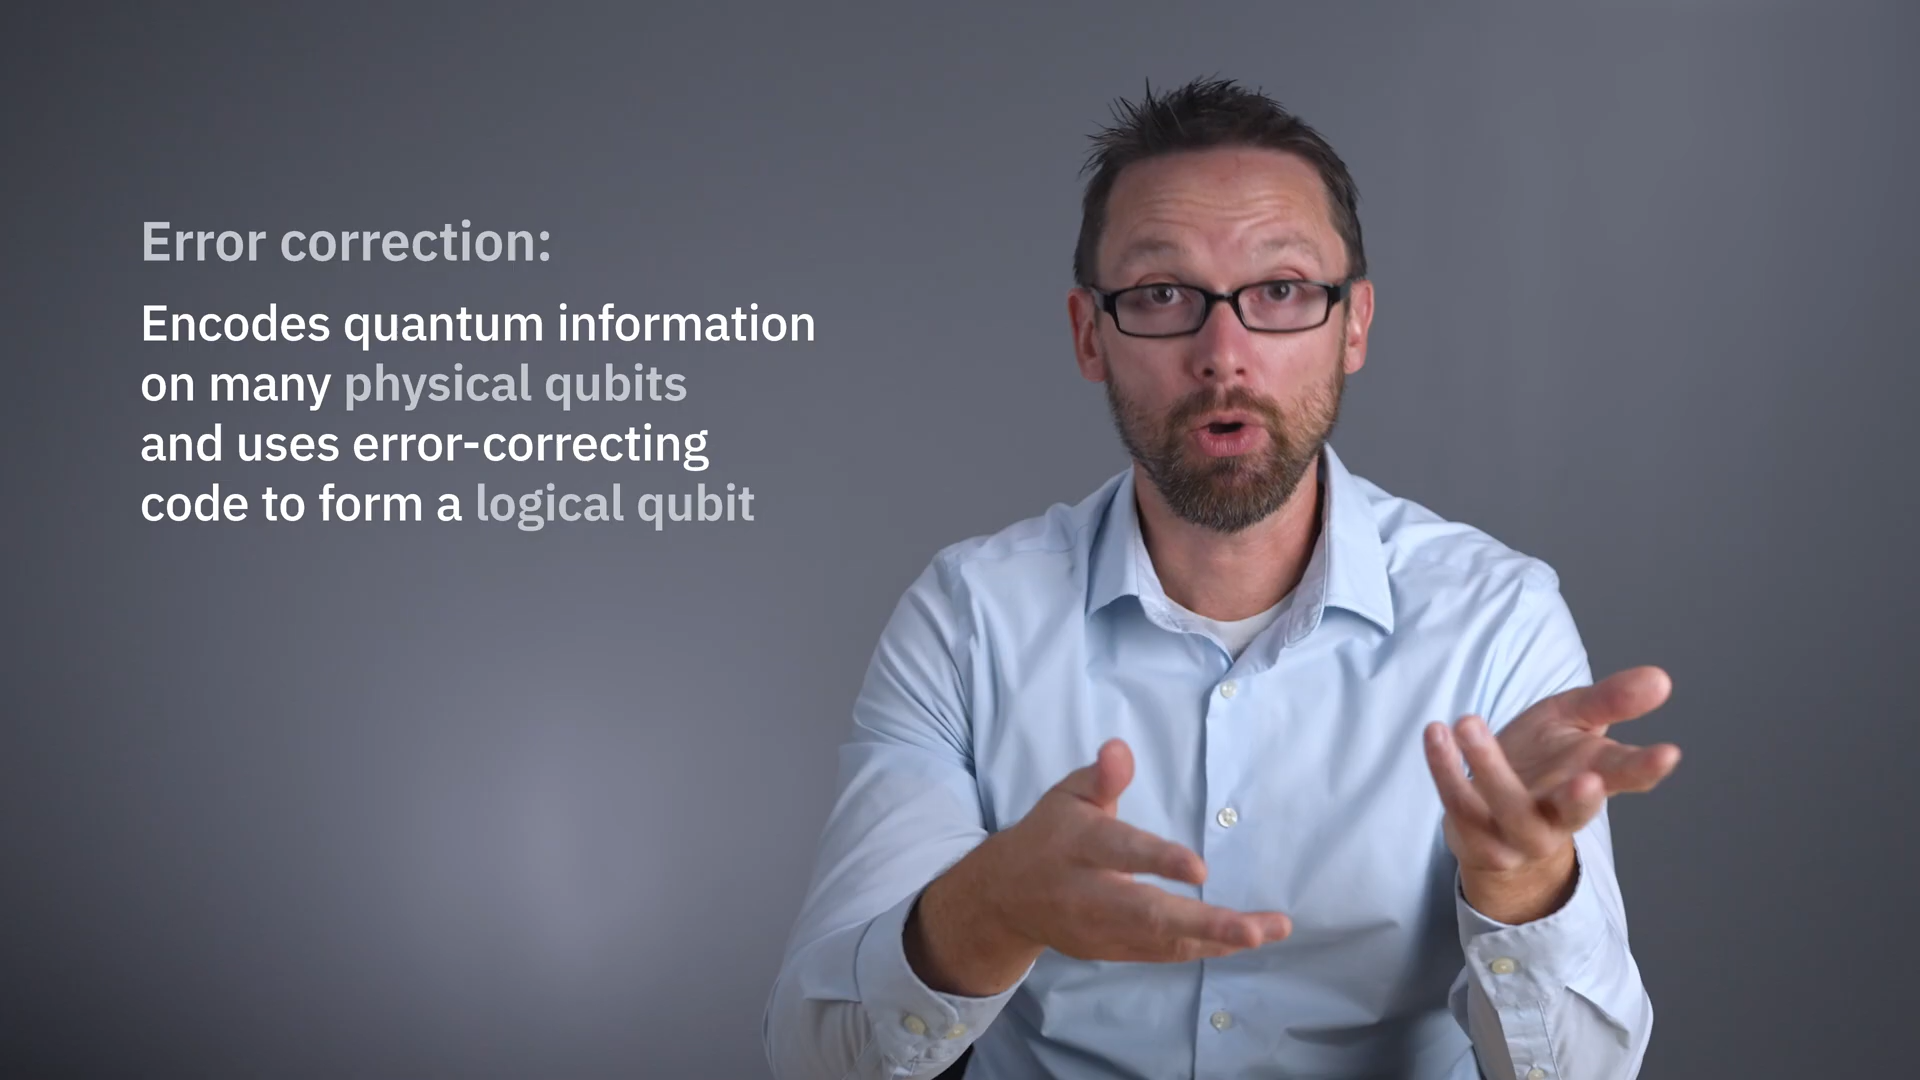 Error correction:
Encodes quantum information
on many physical qubits
and uses error-correcting
code to form a logical qubit